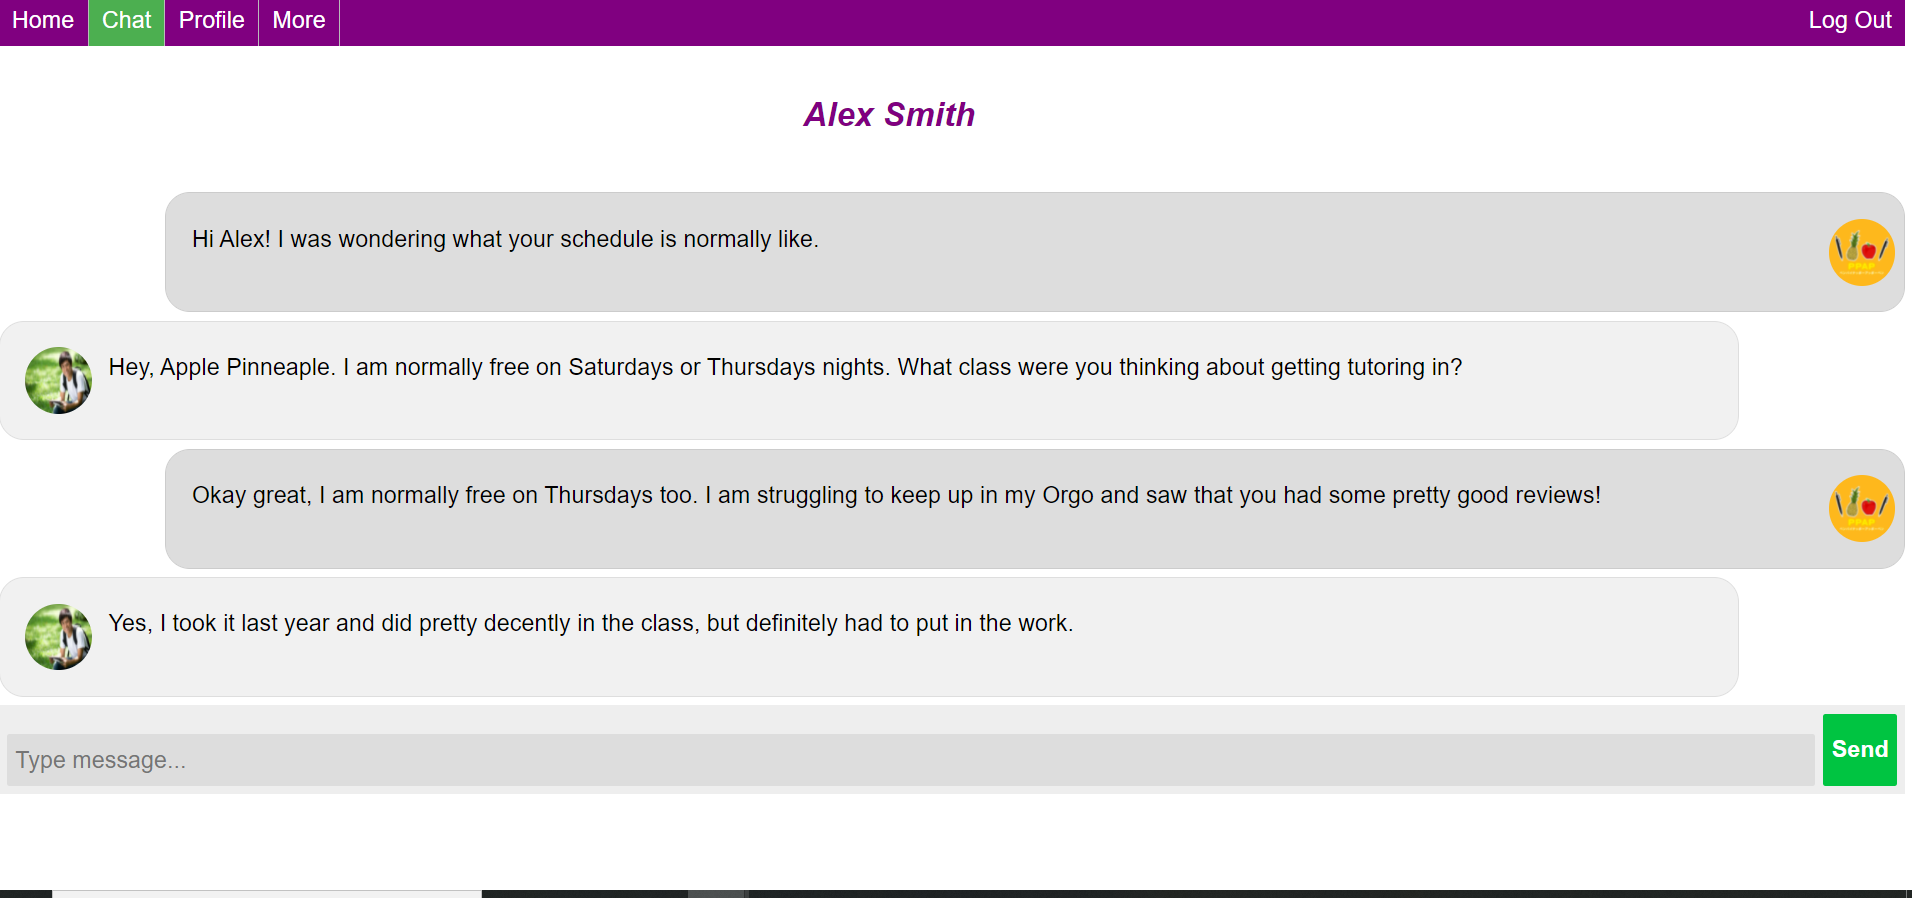 Home Chat Profile More Log Out
Alex Smith
Hi Alex! I was wondering what your schedule is normally like.
PPAP
Hey, Apple Pinneaple. I am normally free on Saturdays or Thursdays nights. What class were you thinking about getting tutoring in?
Okay great, I am normally free on Thursdays too. I am struggling to keep up in my Orgo and saw that you had some pretty good reviews!
PPAP
Yes, I took it last year and did pretty decently in the class, but definitely had to put in the work.
Type message...
Send